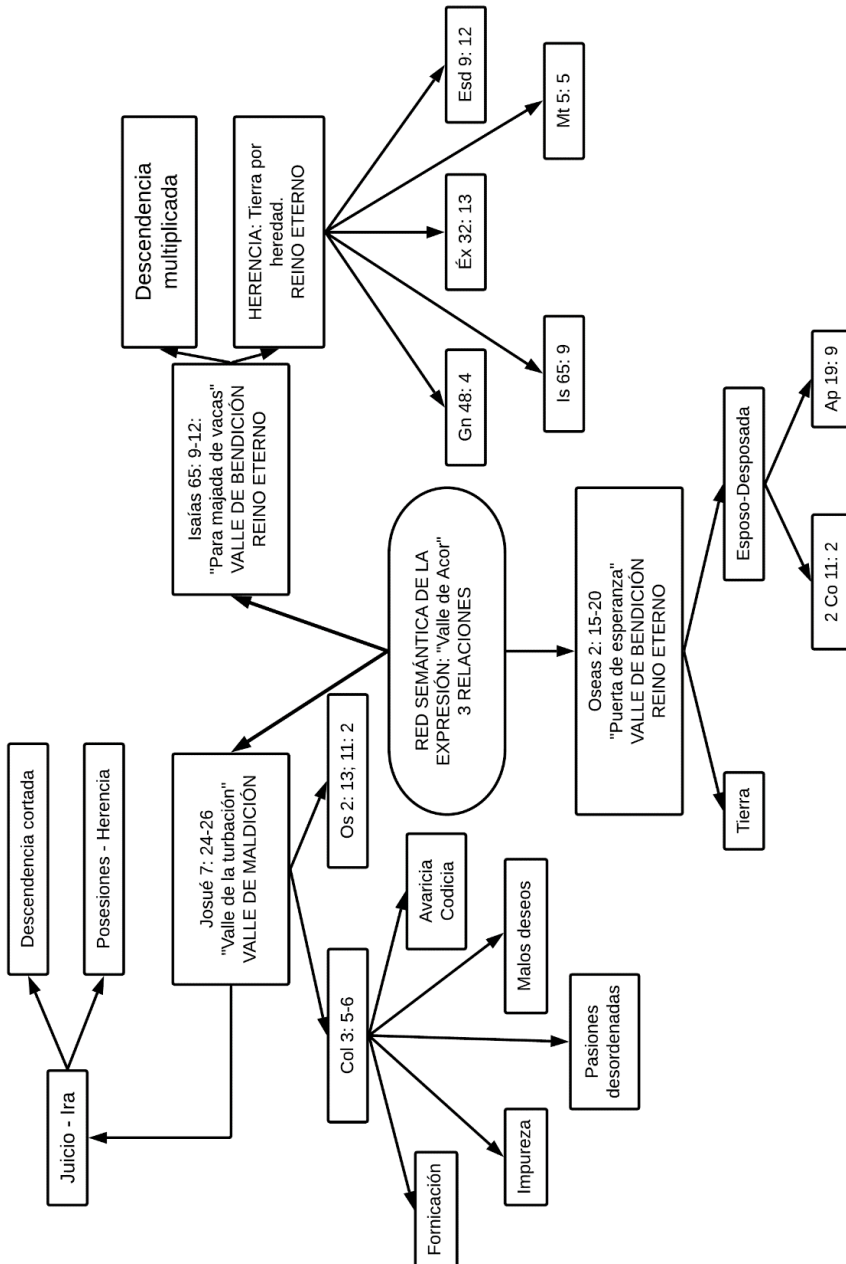 Descendencia cortada
Posesiones - Herencia
Juicio - Ira
Josué 7: 24-26
"Valle de la turbación"
VALLE DE MALDICIÓN
Os 2: 13; 11: 2
Col 3: 5-6
Fornicación
Impureza
Pasiones
desordenadas
Malos deseos
Avaricia
Codicia
RED SEMÁNTICA DE LA
EXPRESIÓN: "Valle de Acor"
3 RELACIONES
Isaías 65: 9-12:
"Para majada de vacas"
VALLE DE BENDICIÓN
REINO ETERNO
Descendencia
multiplicada
HERENCIA: Tierra por
heredad.
REINO ETERNO
Gn 48: 4
Is 65: 9
Éx 32: 13
Mt 5: 5
Esd 9: 12
Oseas 2: 15-20
"Puerta de esperanza"
VALLE DE BENDICIÓN
REINO ETERNO
Tierra
Esposo-Desposada
2 Co 11: 2
Ap 19: 9